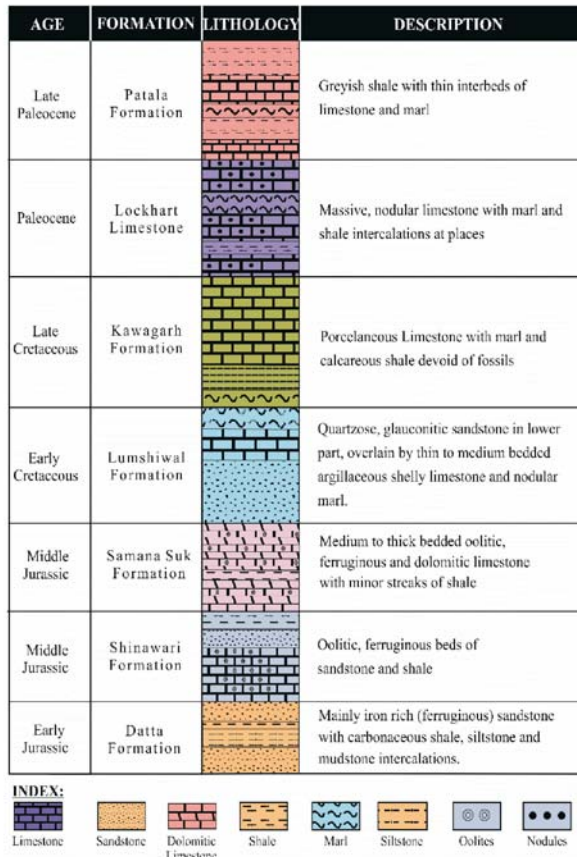 AGE FORMATION LITHOLOGY DESCRIPTION
Late
Paleocene
Patala
Formation
Greyish shale with thin interbeds of
limestone and marl
Paleocene
Lockhart
Limestone
Massive, nodular limestone with marl and
shale intercalations at places
Late
Cretaceous
Kawagarh
Formation
Porcelaneous Limestone with marl and
calcareous shale devoid of fossils
Early
Cretaceous
Lumshiwal
Formation
Quartzose, glauconitic sandstone in lower
part, overlain by thin to medium bedded
argillaceous shelly limestone and nodular
marl.
Middle
Jurassic
Samana Suk
Formation
Medium to thick bedded oolitic,
ferruginous and dolomitic limestone
with minor streaks of shale
Middle
Jurassic
Shinawari
Formation
Oolitic, ferruginous beds of
sandstone and shale
Early
Jurassic
Datta
Formation
Mainly iron rich (ferruginous) sandstone
with carbonaceous shale, siltstone and
mudstone intercalations.
INDEX:
Limestone Sandstone Dolomitic Limestone Shale Marl Siltstone Oolites Nodules